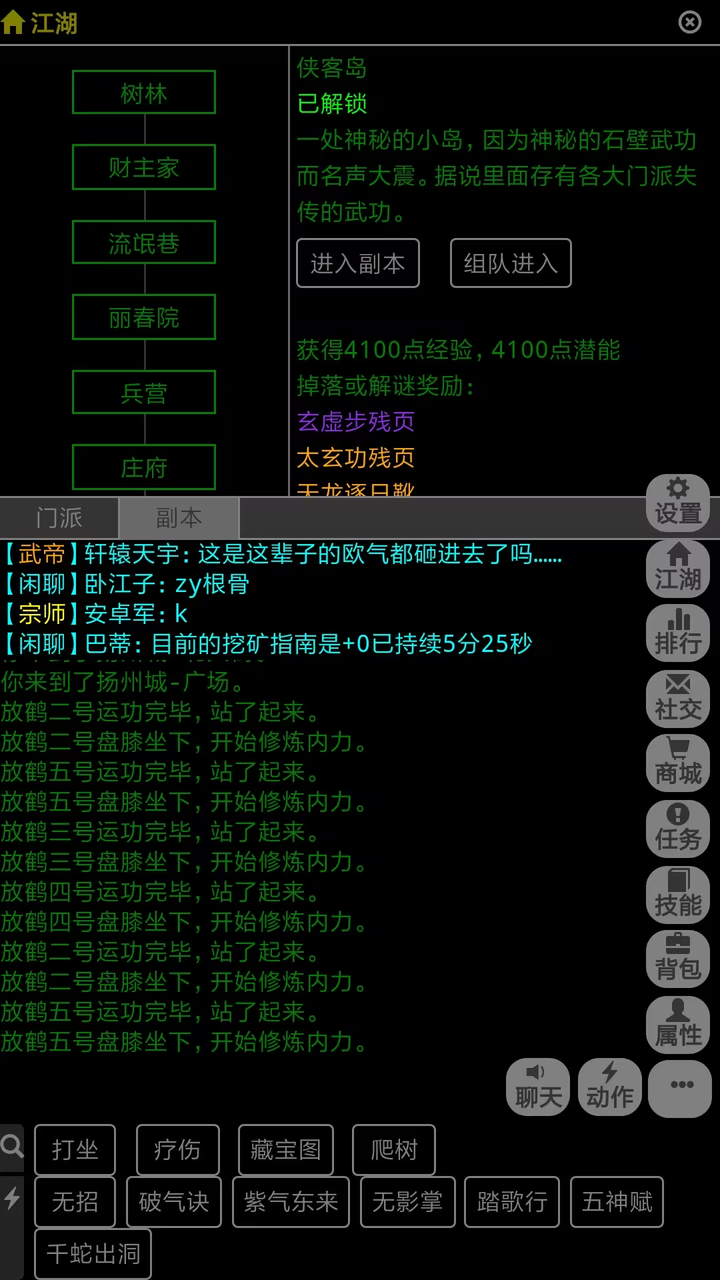 江湖
树林
财主家
流氓巷
丽春院
兵营
庄府
侠客岛
已解锁
一处神秘的小岛，因为神秘的石壁武功
而名声大震。据说里面存有各大门派失
传的武功。
进入副本 组队进入
获得4100点经验，4100点潜能
掉落或解谜奖励：
玄虚步残页
太玄功残页
天龙逐日靴
门派 副本
【武帝】轩辕天宇：这是这辈子的欧气都砸进去了吗……
【闲聊】卧江子：zy根骨
【宗师】安卓军：k
【闲聊】巴蒂：目前的挖矿指南是+0已持续5分25秒
你来到了扬州城-广场。
放鹤二号运功完毕，站了起来。
放鹤二号盘膝坐下，开始修炼内力。
放鹤五号运功完毕，站了起来。
放鹤五号盘膝坐下，开始修炼内力。
放鹤三号运功完毕，站了起来。
放鹤三号盘膝坐下，开始修炼内力。
放鹤四号运功完毕，站了起来。
放鹤四号盘膝坐下，开始修炼内力。
放鹤二号运功完毕，站了起来。
放鹤二号盘膝坐下，开始修炼内力。
放鹤五号运功完毕，站了起来。
放鹤五号盘膝坐下，开始修炼内力。
设置
江湖
排行
社交
商城
任务
技能
背包
属性
聊天 动作
打坐 疗伤 藏宝图 爬树
无招 破气诀 紫气东来 无影掌 踏歌行 五神赋
千蛇出洞